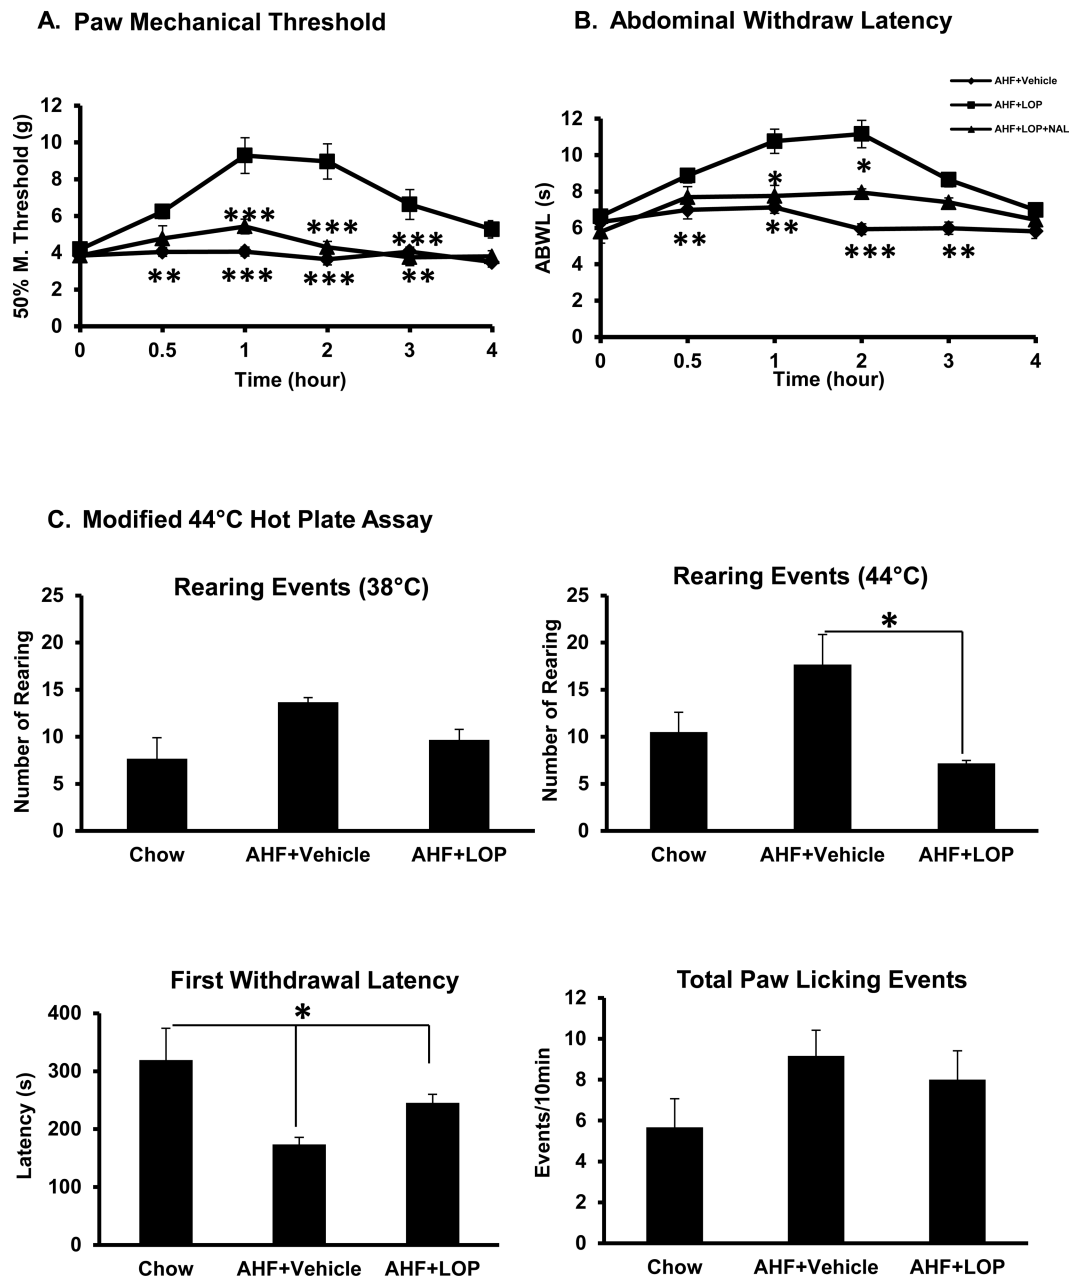 A. Paw Mechanical Threshold
12
10
8
6
4
2
0
50% M. Threshold (g)
***
***
***
**
***
***
**
0 0.5 1 2 3 4
Time (hour)
B. Abdominal Withdraw Latency
AHF+Vehicle
AHF+LOP
AHF+LOP+NAL
12
10
8
6
4
2
0
ABWL (s)
*
*
**
**
***
**
0 0.5 1 2 3 4
Time (hour)
C. Modified 44°C Hot Plate Assay
Rearing Events (38°C)
25
20
15
10
5
0
Number of Rearing
Chow AHF+Vehicle AHF+LOP
Rearing Events (44°C)
25
20
15
10
5
0
Number of Rearing
*
Chow AHF+Vehicle AHF+LOP
First Withdrawal Latency
400
300
200
100
0
Latency (s)
*
Chow AHF+Vehicle AHF+LOP
Total Paw Licking Events
12
10
8
6
4
2
0
Events/10min
Chow AHF+Vehicle AHF+LOP